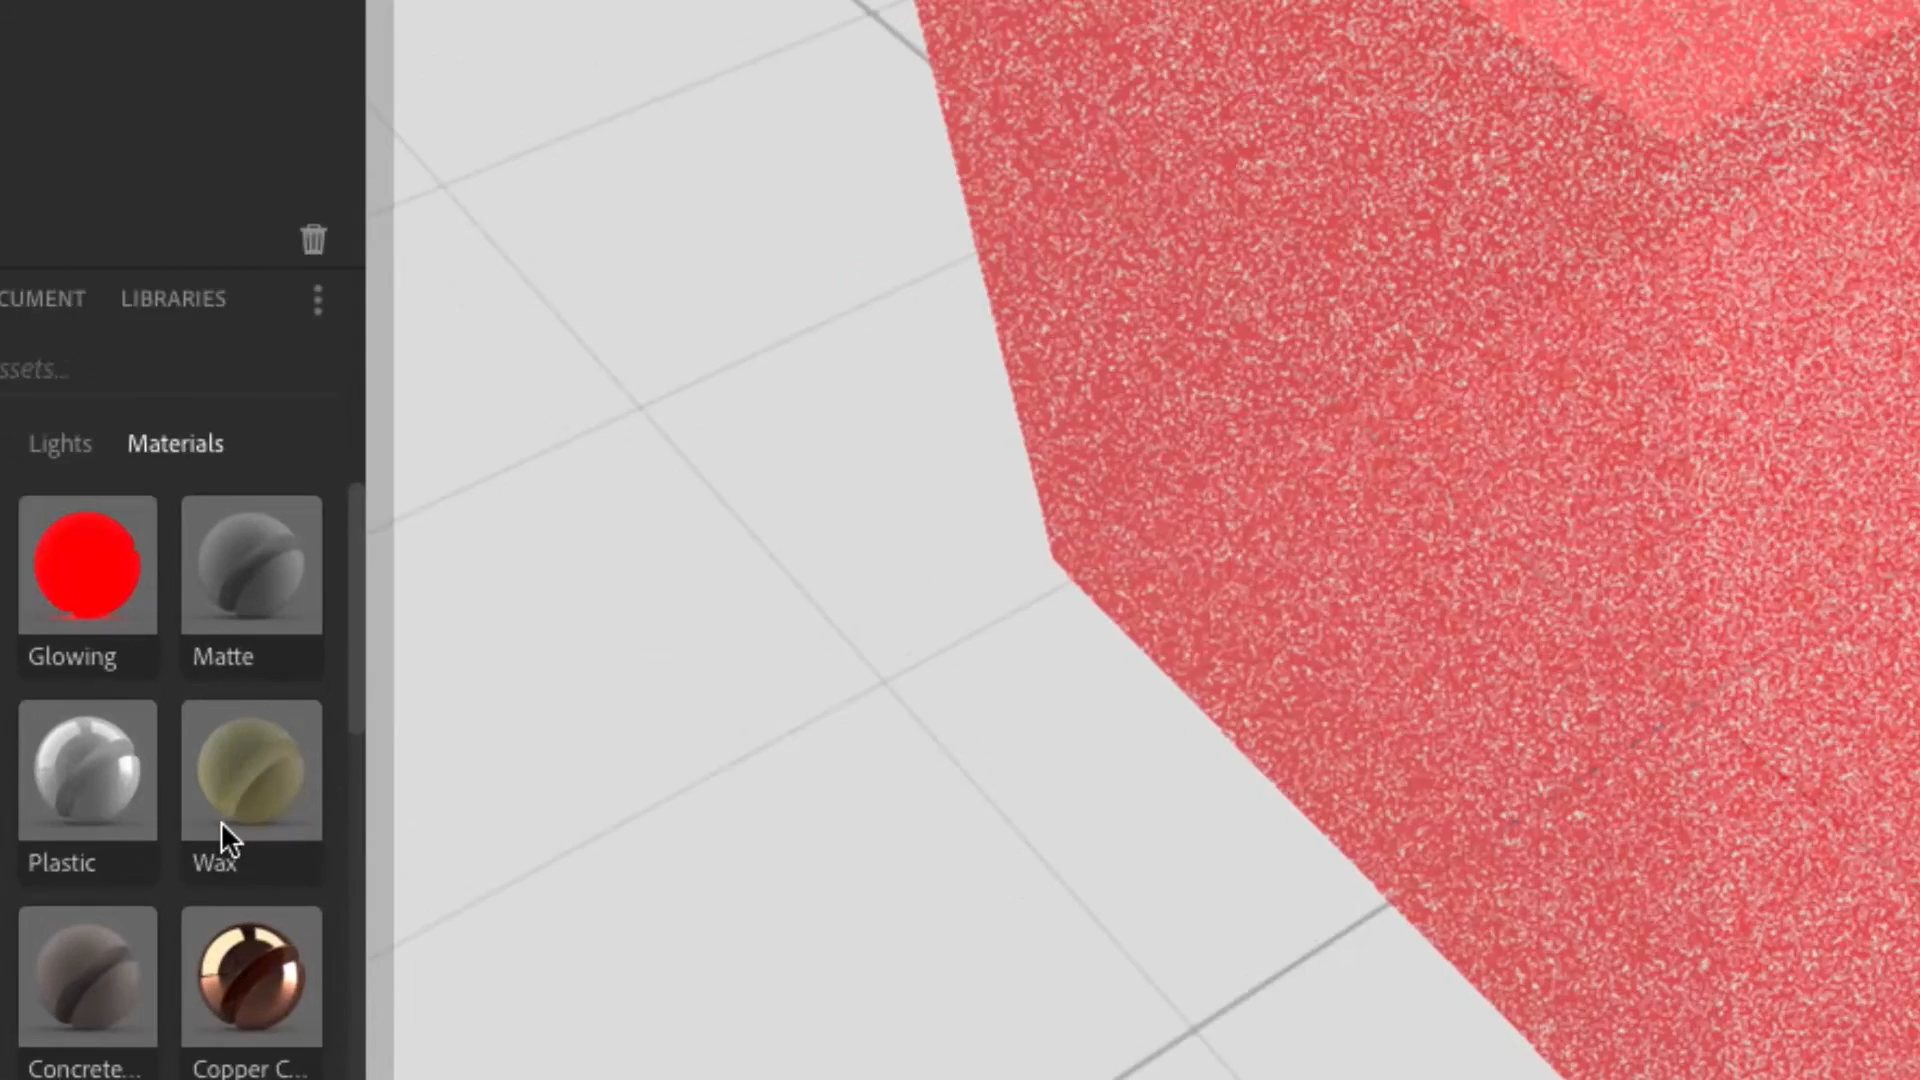 CUMENT LIBRARIES
ssets...
Lights Materials
Glowing Matte
Plastic Wax
Concrete... Copper C...